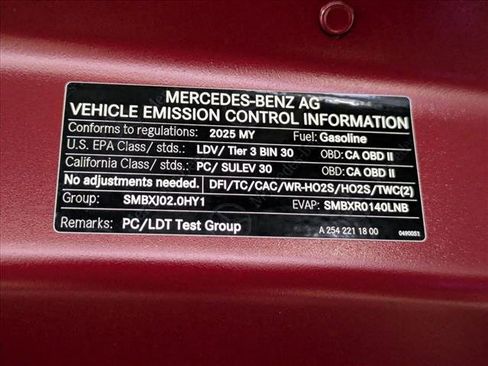 MERCEDES-BENZ AG
VEHICLE EMISSION CONTROL INFORMATION
Conforms to regulations: 2025 MY Fuel: Gasoline
U.S. EPA Class/ stds.: LDV/ Tier 3 BIN 30 OBD: CA OBD II
California Class/ stds.: PC/ SULEV 30 OBD: CA OBD II
No adjustments needed. DFI/TC/CAC/WR-HO2S/HO2S/TWC(2)
Group: SMBXJ02.0HY1 EVAP: SMBXR0140LNB
Remarks: PC/LDT Test Group A 254 221 18 00